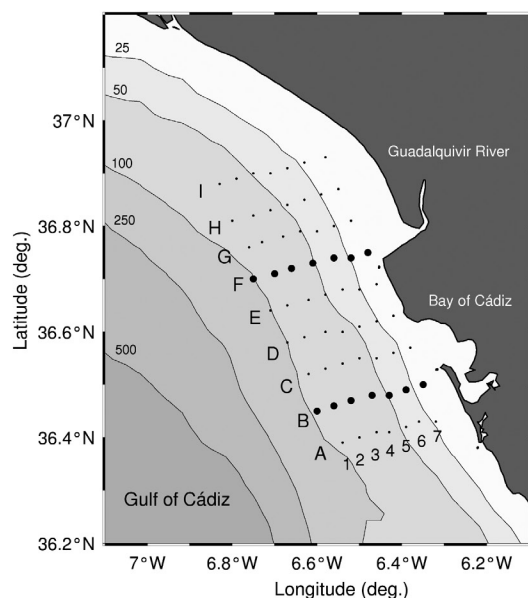 25
50
37°N
Guadalquivir River
100
I
H
250
G
36.8°N
F
Bay of Cádiz
E
500
D
36.6°N
C
B
A
1 2 3 4 5 6 7
36.4°N
Gulf of Cádiz
36.2°N
7°W 6.8°W 6.6°W 6.4°W 6.2°W
Longitude (deg.)
Latitude (deg.)